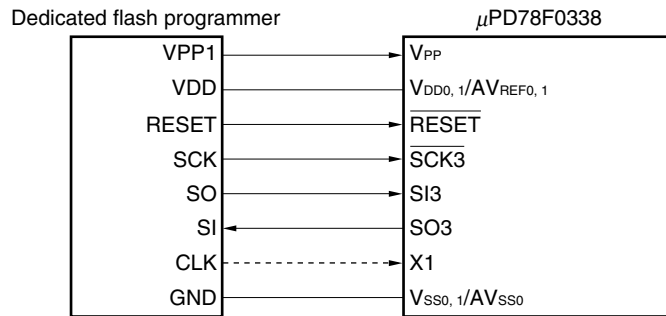 Dedicated flash programmer μPD78F0338
VPP1 VPP
VDD VDD0, 1/AVREF0, 1
RESET RESET
SCK SCK3
SO SI3
SI SO3
CLK X1
GND VSS0, 1/AVSS0